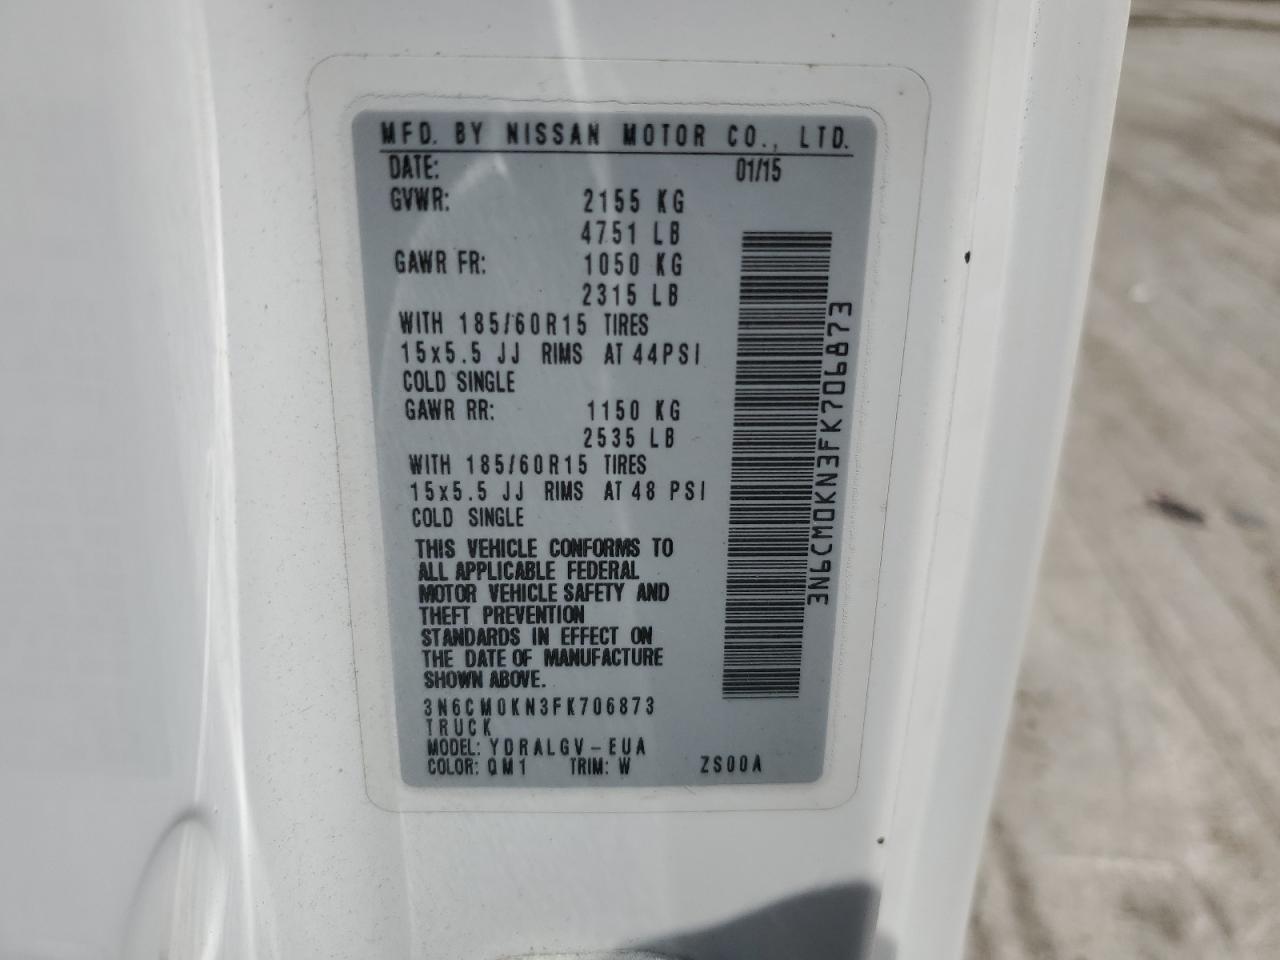 MFD. BY NISSAN MOTOR CO., LTD.
DATE: 01/15
GVWR: 2155 KG
4751 LB
GAWR FR: 1050 KG
2315 LB
WITH 185/60R15 TIRES
15x5.5 JJ RIMS AT 44PSI
COLD SINGLE
GAWR RR: 1150 KG
2535 LB
WITH 185/60R15 TIRES
15x5.5 JJ RIMS AT 48 PSI
COLD SINGLE
THIS VEHICLE CONFORMS TO
ALL APPLICABLE FEDERAL
MOTOR VEHICLE SAFETY AND
THEFT PREVENTION
STANDARDS IN EFFECT ON
THE DATE OF MANUFACTURE
SHOWN ABOVE.
3N6CM0KN3FK706873
TRUCK
MODEL: YDRALGV-EUA
COLOR: QM1 TRIM: W ZS00A
3N6CM0KN3FK706873